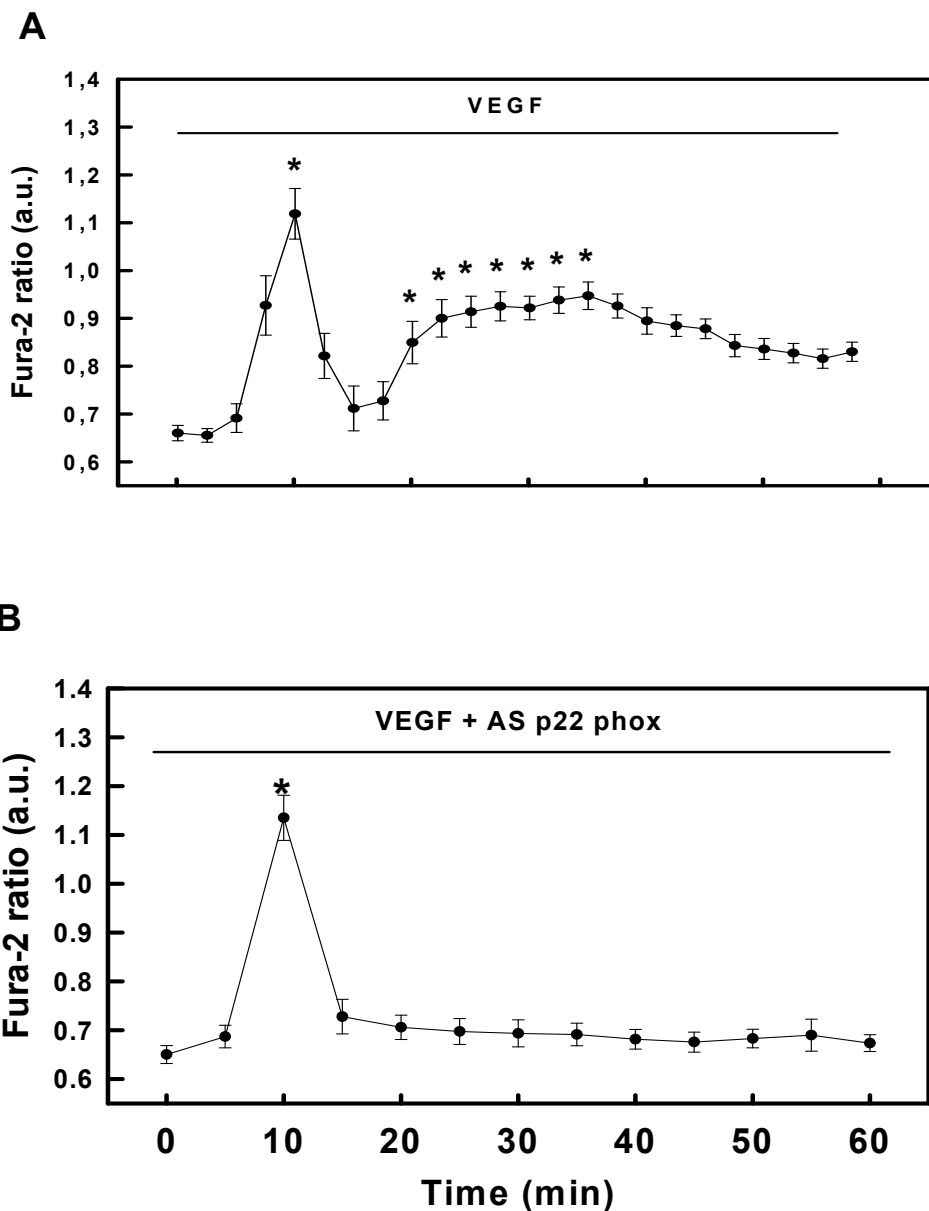 A
VEGF
Fura-2 ratio (a.u.)
1,4
1,3
1,2
1,1
1,0
0,9
0,8
0,7
0,6
*
* * * * * * *
B
VEGF + AS p22 phox
Fura-2 ratio (a.u.)
1.4
1.3
1.2
1.1
1.0
0.9
0.8
0.7
0.6
*
0 10 20 30 40 50 60
Time (min)